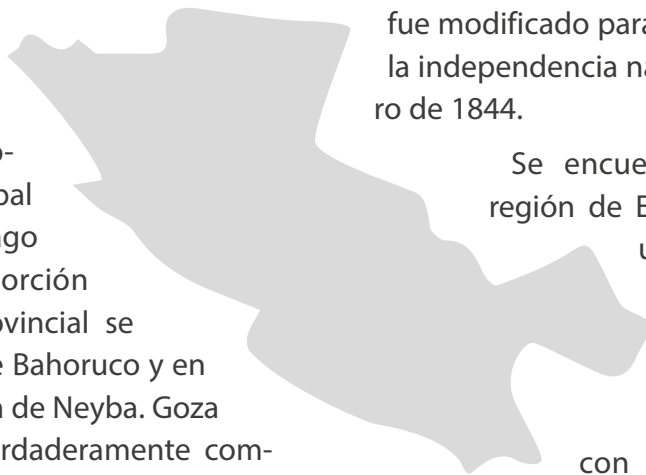 o-
pal
ago
orción
ovincial se
e Bahoruco y en
a de Neyba. Goza
rdaderamente com-
fue modificado para
la independencia na
ro de 1844.
Se encue
región de E
u
con